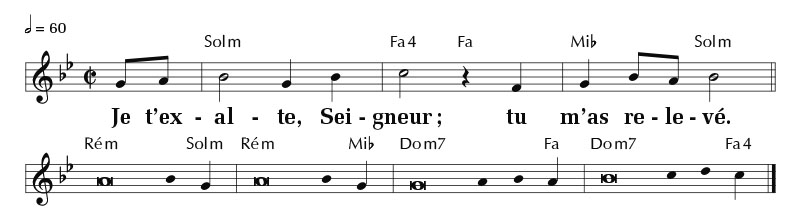 𝅗𝅥 = 60
Solm Fa4 Fa Mi♭ Solm
Je t'ex - al - te, Sei - gneur ; tu m'as re - le - vé.
Rém Solm Rém Mi♭ Dom7 Fa Dom7 Fa4